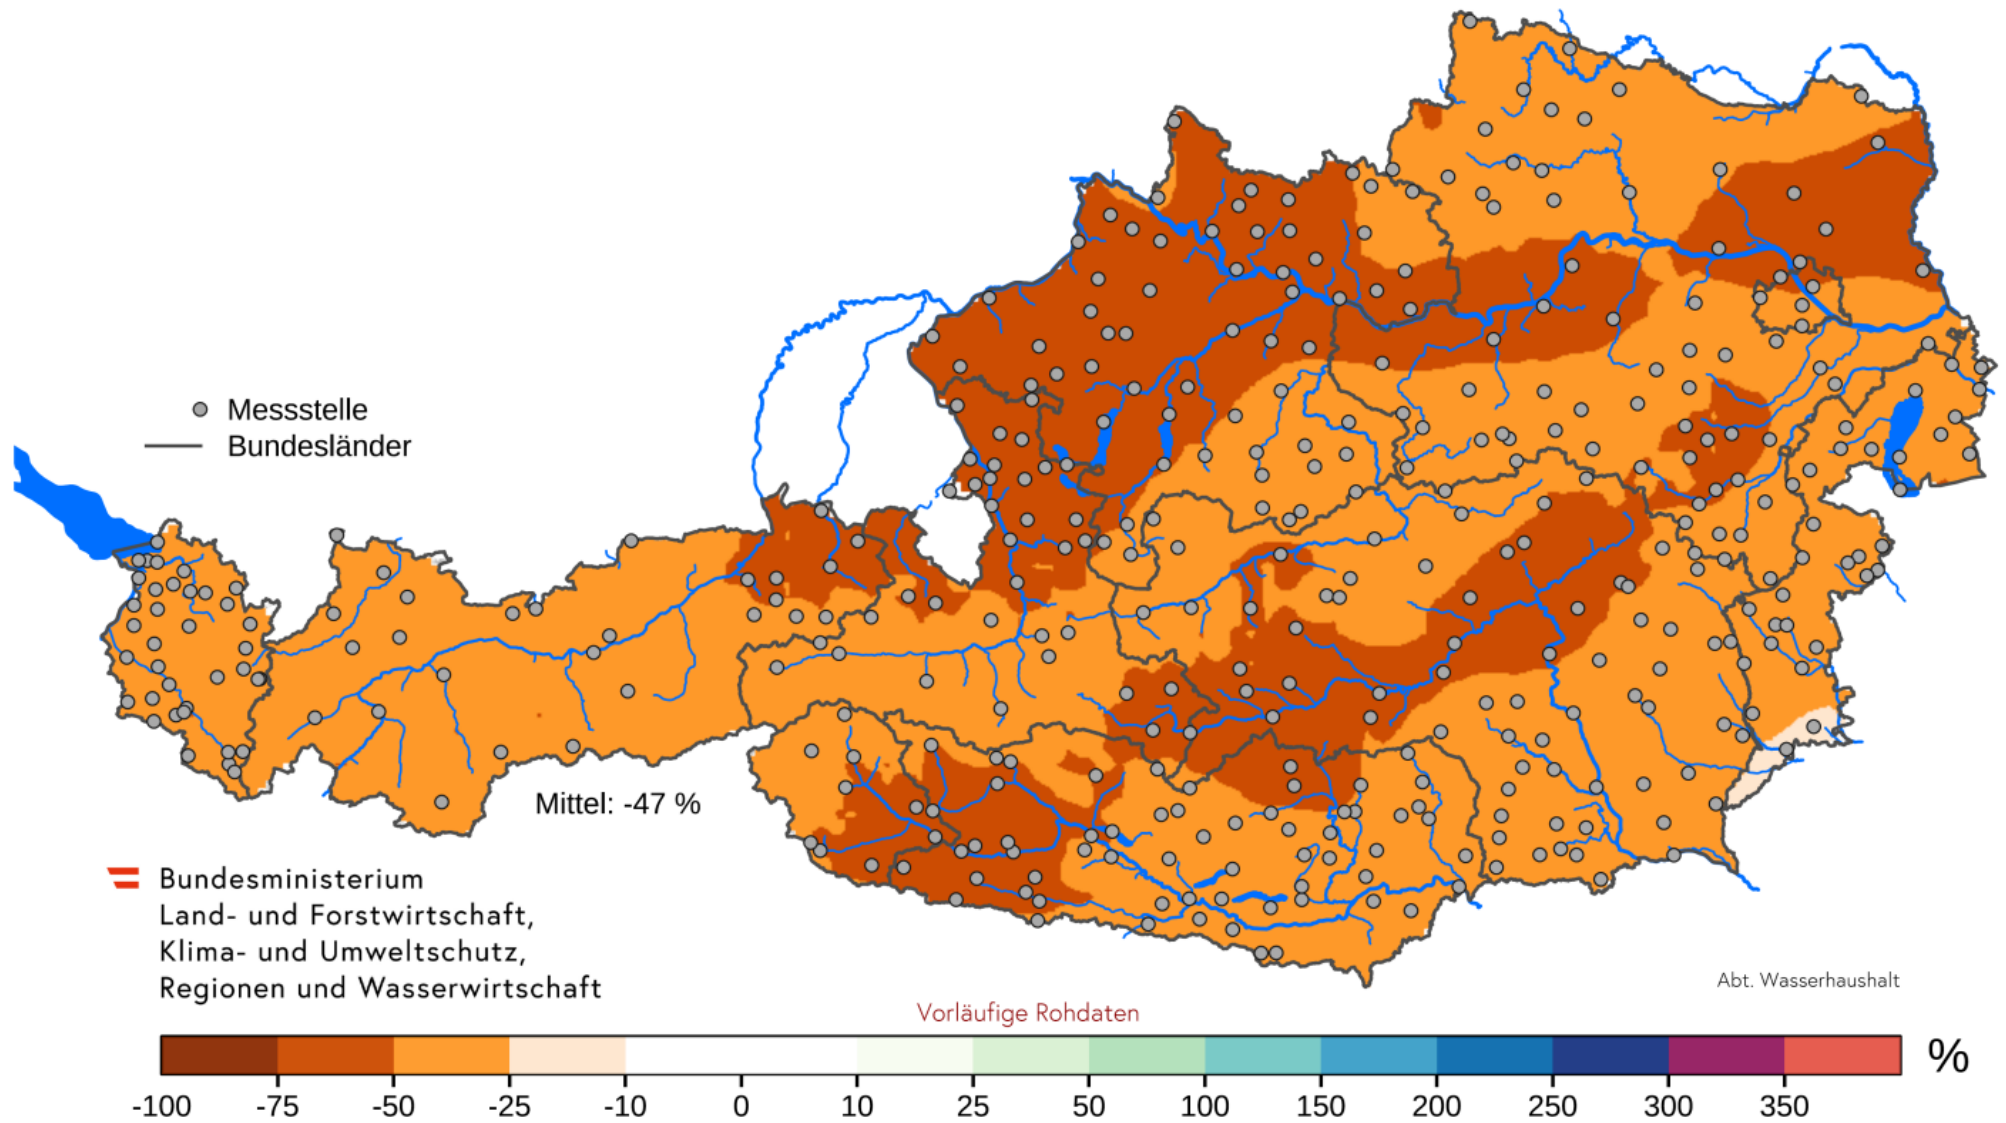 Messstelle
Bundesländer
Mittel: -47 %
Bundesministerium
Land- und Forstwirtschaft,
Klima- und Umweltschutz,
Regionen und Wasserwirtschaft
Abt. Wasserhaushalt
Vorläufige Rohdaten
%
-100 -75 -50 -25 -10 0 10 25 50 100 150 200 250 300 350